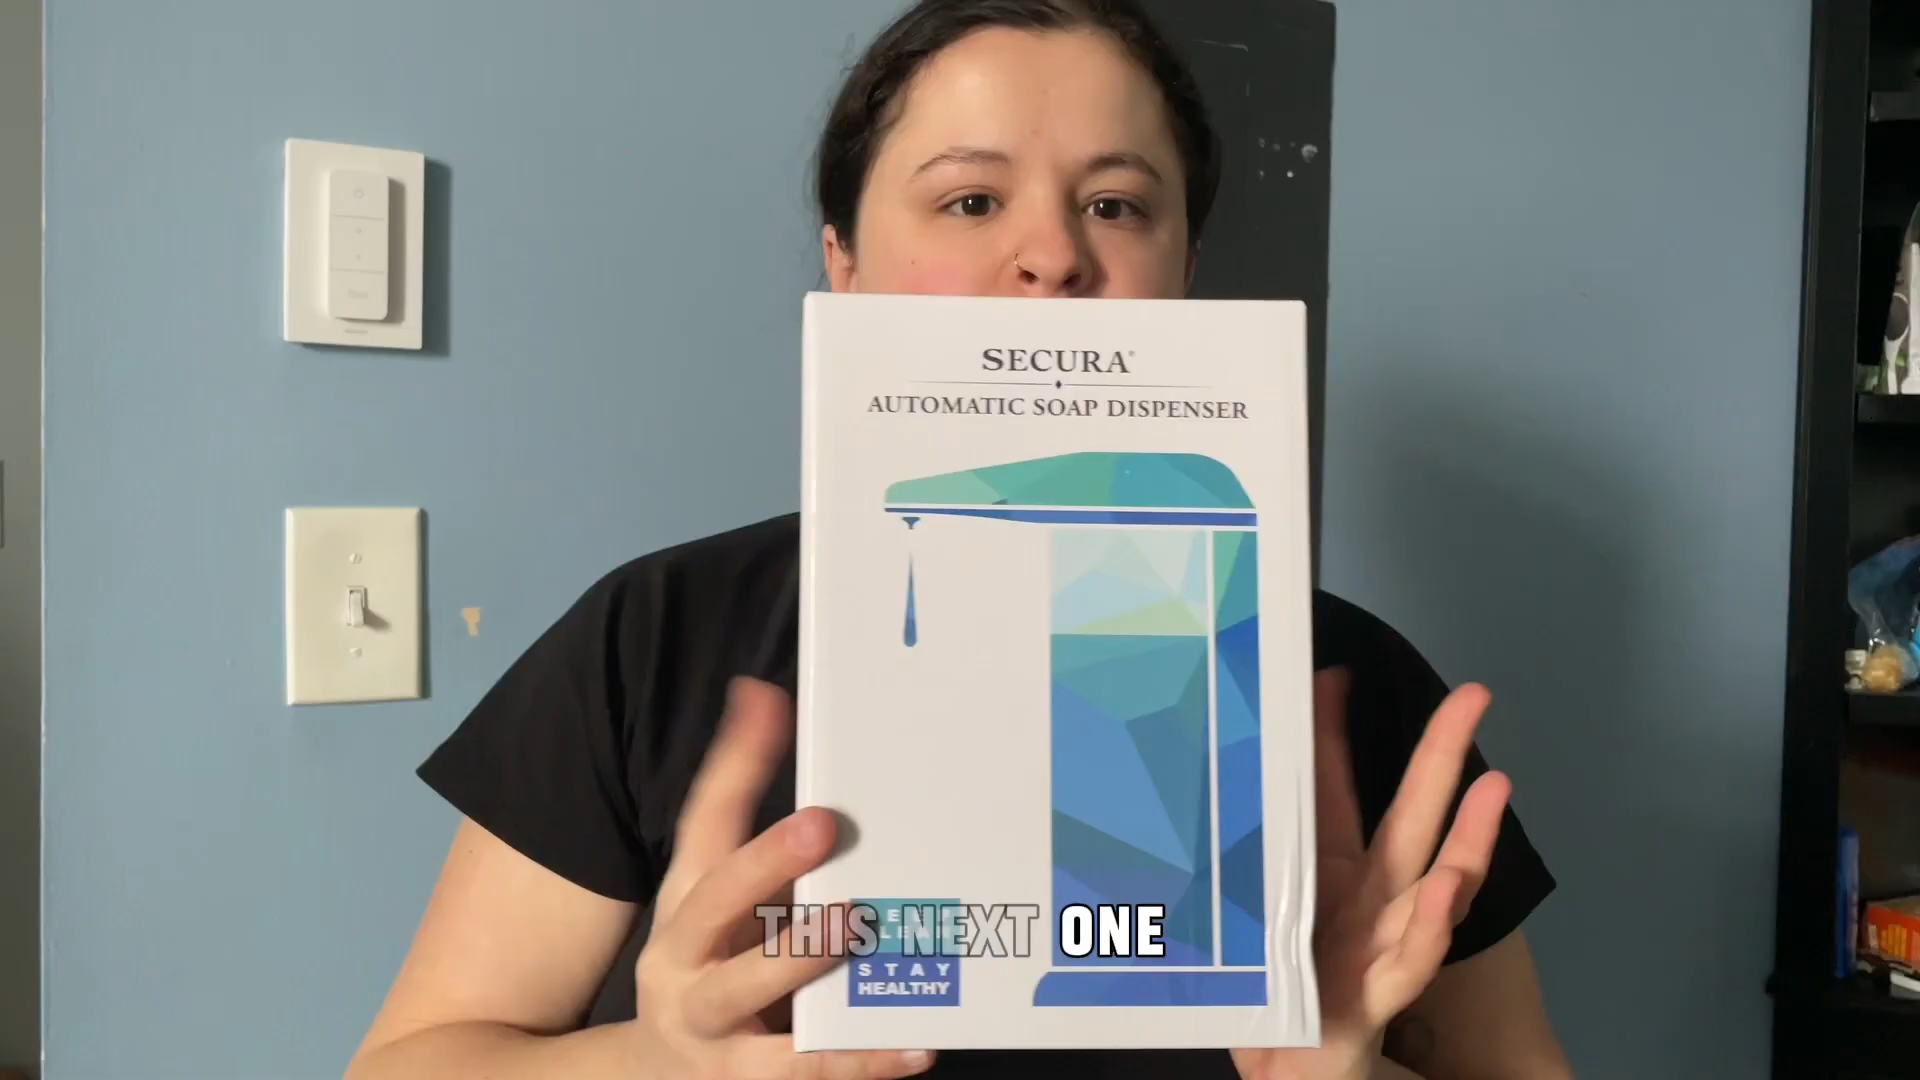 SECURA®
AUTOMATIC SOAP DISPENSER
THIS NEXT ONE
STAY
HEALTHY